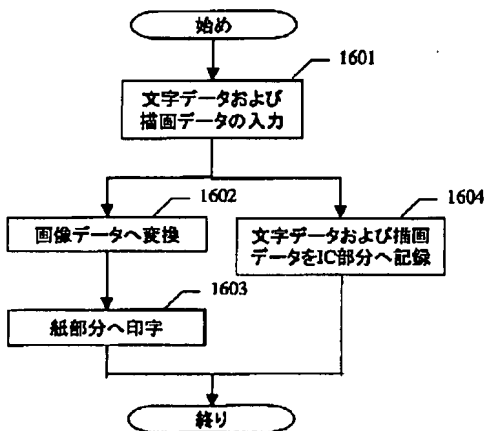 始め
1601
文字データおよび
描画データの入力
1602
画像データへ変換
1604
文字データおよび描画
データをIC部分へ記録
1603
紙部分へ印字
終り